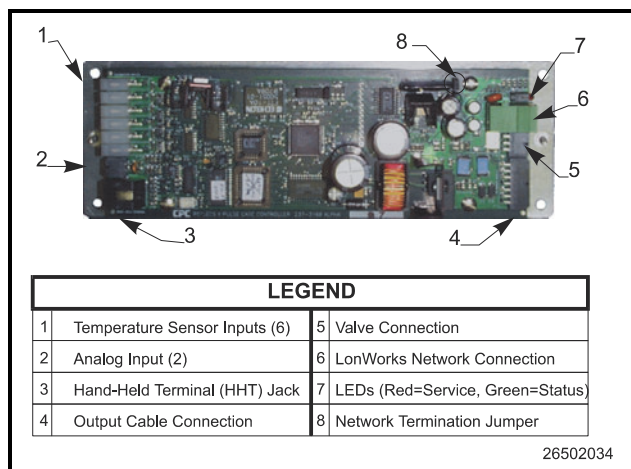 1
8
7
6
2
5
3
4
CPC
ECHELON
LEGEND
1 Temperature Sensor Inputs (6) 5 Valve Connection
2 Analog Input (2) 6 LonWorks Network Connection
3 Hand-Held Terminal (HHT) Jack 7 LEDs (Red=Service, Green=Status)
4 Output Cable Connection 8 Network Termination Jumper
26502034